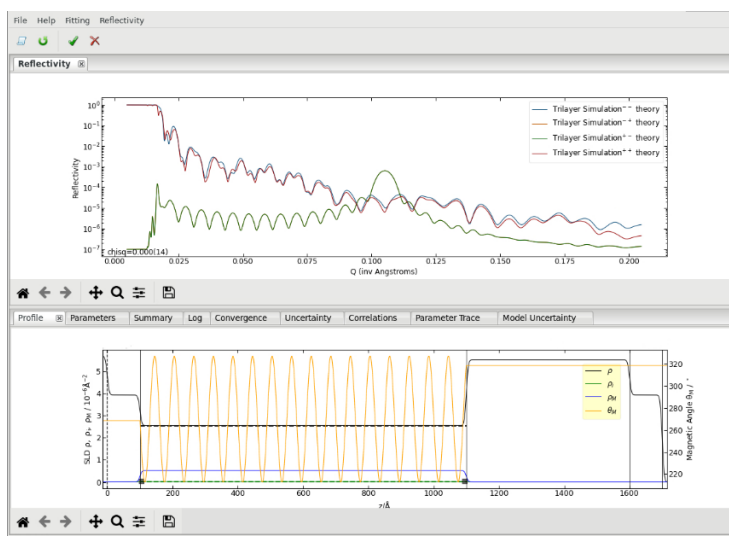 File Help Fitting Reflectivity
Reflectivity
Trilayer Simulation⁻⁻ theory
Trilayer Simulation⁻⁺ theory
Trilayer Simulation⁺⁻ theory
Trilayer Simulation⁺⁺ theory
10⁰
10⁻¹
10⁻²
10⁻³
10⁻⁴
10⁻⁵
10⁻⁶
10⁻⁷
Reflectivity
chisq=0.000(14)
0.000 0.025 0.050 0.075 0.100 0.125 0.150 0.175 0.200
Q (inv Angstroms)
Profile Parameters Summary Log Convergence Uncertainty Correlations Parameter Trace Model Uncertainty
5
4
3
2
1
0
SLD ρ, ρᵢ, ρM / 10⁻⁶Å⁻²
ρ
ρᵢ
ρM
θM
320
300
280
260
240
220
Magnetic Angle θM / °
0 200 400 600 800 1000 1200 1400 1600
z/Å